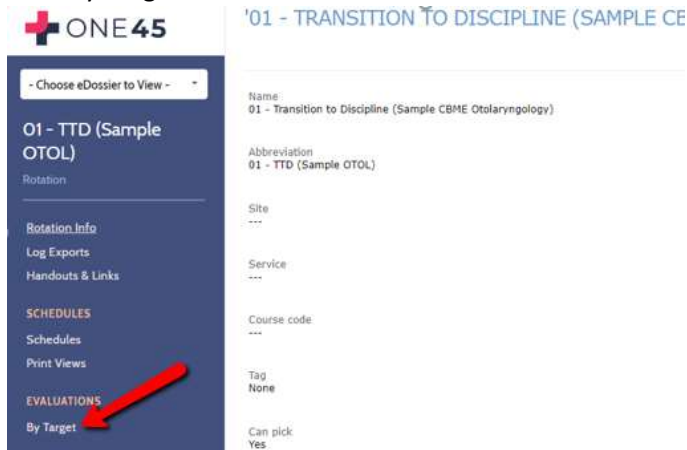 ONE45
- Choose eDossier to View -
01 - TTD (Sample
OTOL)
Rotation
Rotation Info
Log Exports
Handouts & Links
SCHEDULES
Schedules
Print Views
EVALUATIONS
By Target
'01 - TRANSITION TO DISCIPLINE (SAMPLE CB
Name
01 - Transition to Discipline (Sample CBME Otolaryngology)
Abbreviation
01 - TTD (Sample OTOL)
Site
---
Service
---
Course code
---
Tag
None
Can pick
Yes